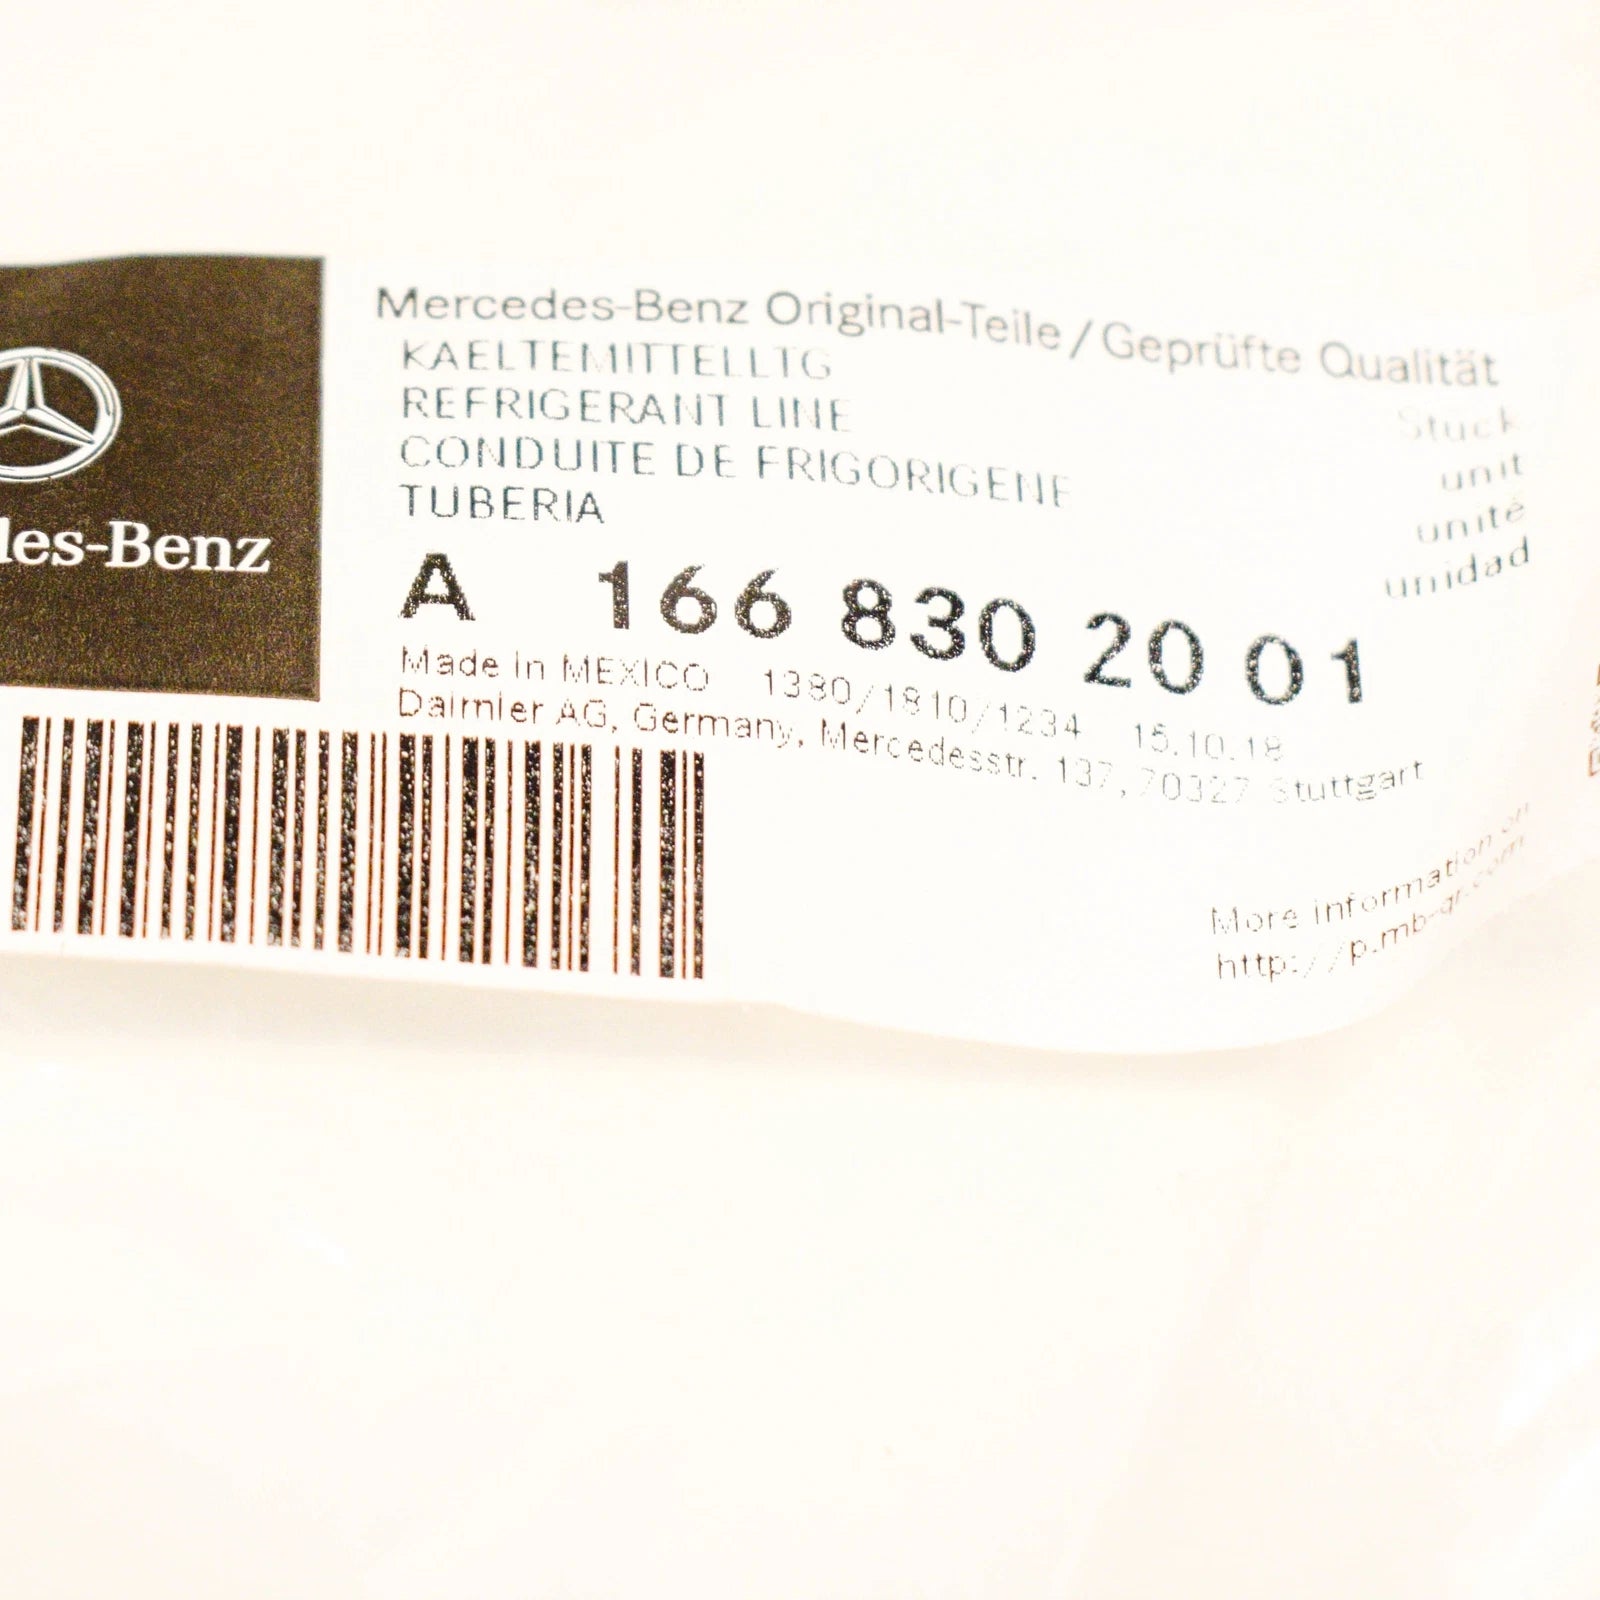 des-Benz
Mercedes-Benz Original-Teile / Geprüfte Qualität
KAELTEMITTELLTG
REFRIGERANT LINE
CONDUITE DE FRIGORIGENE
TUBERIA
Stück
unit
unité
unidad
A 166 830 20 01
Made in MEXICO 1380/1810/1234 15.10.18
Daimler AG, Germany, Mercedesstr. 137, 70327 Stuttgart
More information on
http://p.mb-qr.com